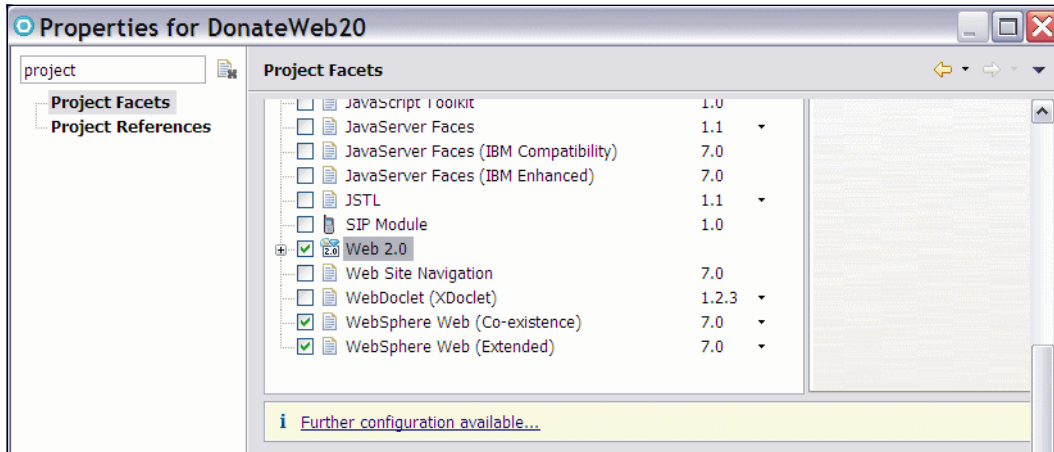 Properties for DonateWeb20
project
Project Facets
Project References
Project Facets
JavaScript Toolkit 1.0
JavaServer Faces 1.1
JavaServer Faces (IBM Compatibility) 7.0
JavaServer Faces (IBM Enhanced) 7.0
JSTL 1.1
SIP Module 1.0
2.0 Web 2.0
Web Site Navigation 7.0
WebDoclet (XDoclet) 1.2.3
WebSphere Web (Co-existence) 7.0
WebSphere Web (Extended) 7.0
i Further configuration available...